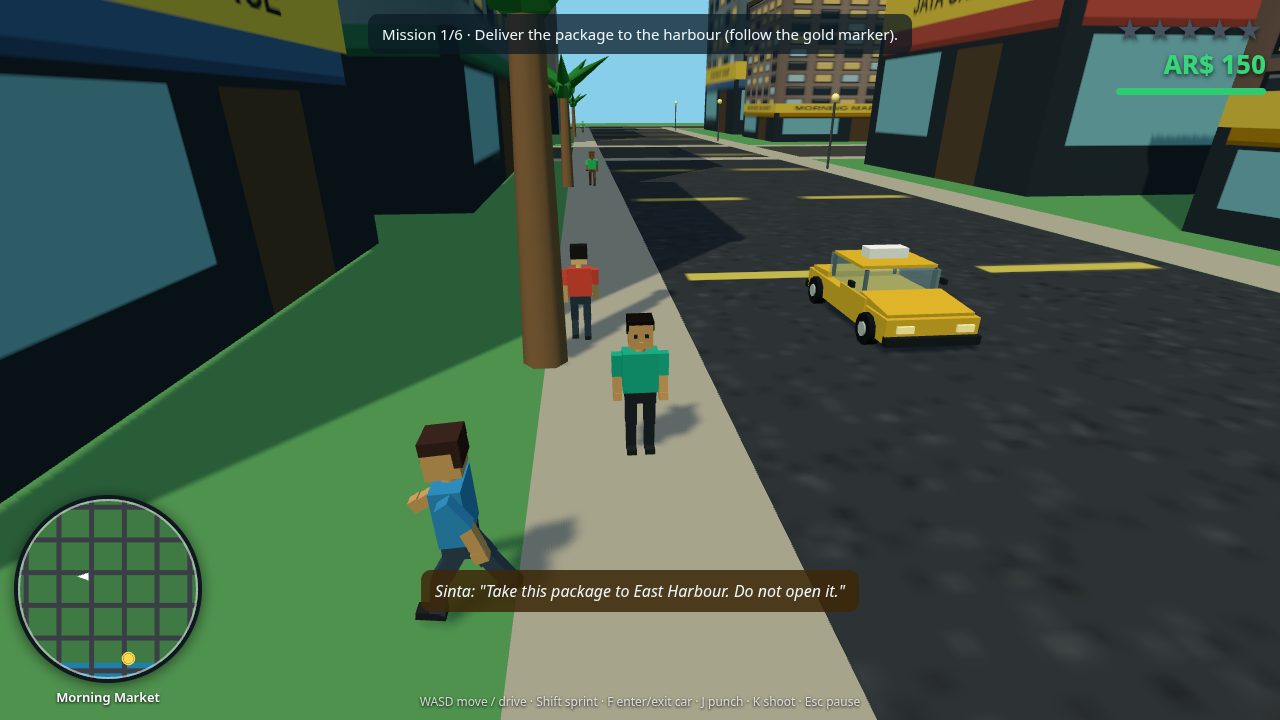 Mission 1/6 · Deliver the package to the harbour (follow the gold marker).
AR$ 150
MORNING MAR
Sinta: "Take this package to East Harbour. Do not open it."
Morning Market
WASD move / drive · Shift sprint · F enter/exit car · J punch · K shoot · Esc pause